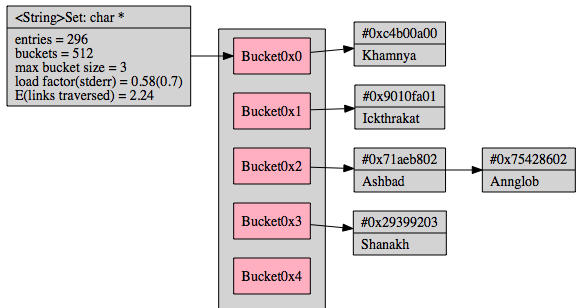 <String>Set: char *
entries = 296
buckets = 512
max bucket size = 3
load factor(stderr) = 0.58(0.7)
E(links traversed) = 2.24
Bucket0x0
#0xc4b00a00
Khamnya
Bucket0x1
#0x9010fa01
Ickthrakat
Bucket0x2
#0x71aeb802
Ashbad
#0x75428602
Annglob
Bucket0x3
#0x29399203
Shanakh
Bucket0x4